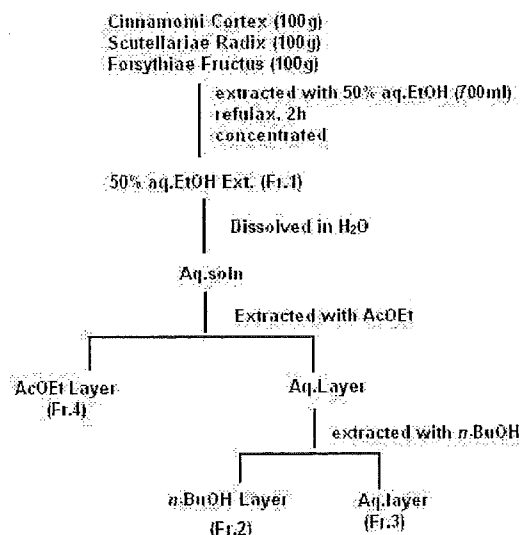 Cinnamomi Cortex (100g)
Scutellariae Radix (100g)
Forsythiae Fructus (100g)
extracted with 50% aq.EtOH (700ml)
refulax, 2h
concentrated
50% aq.EtOH Ext. (Fr.1)
Dissolved in H₂O
Aq.soln
Extracted with AcOEt
AcOEt Layer
(Fr.4)
Aq.Layer
extracted with n-BuOH
n-BuOH Layer
(Fr.2)
Aq.layer
(Fr.3)